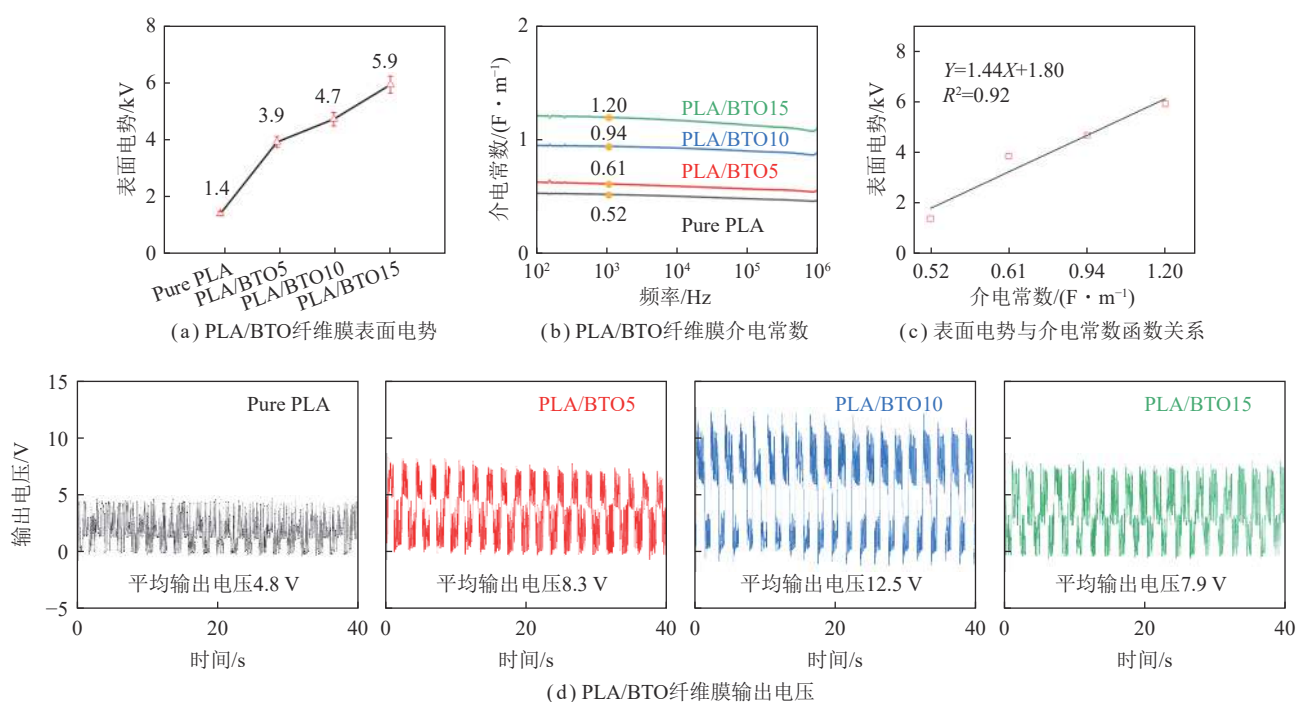 8
6
4
2
0
表面电势/kV
1.4
3.9
4.7
5.9
Pure PLA
PLA/BTO5
PLA/BTO10
PLA/BTO15
(a) PLA/BTO纤维膜表面电势
2
1
0
介电常数/(F·m⁻¹)
1.20
PLA/BTO15
0.94
PLA/BTO10
0.61
PLA/BTO5
0.52
Pure PLA
10² 10³ 10⁴ 10⁵ 10⁶
频率/Hz
(b) PLA/BTO纤维膜介电常数
8
6
4
2
0
表面电势/kV
Y=1.44X+1.80
R²=0.92
0.52 0.61 0.94 1.20
介电常数/(F·m⁻¹)
(c) 表面电势与介电常数函数关系
15
10
5
0
−5
输出电压/V
Pure PLA
平均输出电压4.8 V
0 20 40
时间/s
PLA/BTO5
平均输出电压8.3 V
0 20 40
时间/s
PLA/BTO10
平均输出电压12.5 V
0 20 40
时间/s
PLA/BTO15
平均输出电压7.9 V
0 20 40
时间/s
(d) PLA/BTO纤维膜输出电压